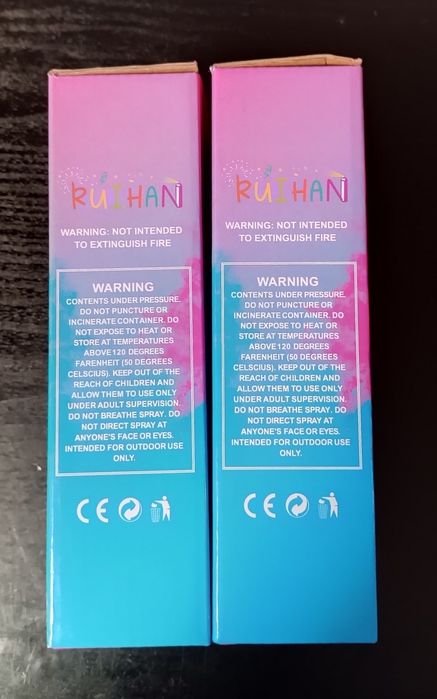 RUIHAN
WARNING: NOT INTENDED
TO EXTINGUISH FIRE
WARNING
CONTENTS UNDER PRESSURE.
DO NOT PUNCTURE OR
INCINERATE CONTAINER. DO
NOT EXPOSE TO HEAT OR
STORE AT TEMPERATURES
ABOVE 120 DEGREES
FARENHEIT (50 DEGREES
CELSCIUS). KEEP OUT OF THE
REACH OF CHILDREN AND
ALLOW THEM TO USE ONLY
UNDER ADULT SUPERVISION.
DO NOT BREATHE SPRAY. DO
NOT DIRECT SPRAY AT
ANYONE'S FACE OR EYES.
INTENDED FOR OUTDOOR USE
ONLY.
CE
RUIHAN
WARNING: NOT INTENDED
TO EXTINGUISH FIRE
WARNING
CONTENTS UNDER PRESSURE.
DO NOT PUNCTURE OR
INCINERATE CONTAINER. DO
NOT EXPOSE TO HEAT OR
STORE AT TEMPERATURES
ABOVE 120 DEGREES
FARENHEIT (50 DEGREES
CELSCIUS). KEEP OUT OF THE
REACH OF CHILDREN AND
ALLOW THEM TO USE ONLY
UNDER ADULT SUPERVISION.
DO NOT BREATHE SPRAY. DO
NOT DIRECT SPRAY AT
ANYONE'S FACE OR EYES.
INTENDED FOR OUTDOOR USE
ONLY.
CE